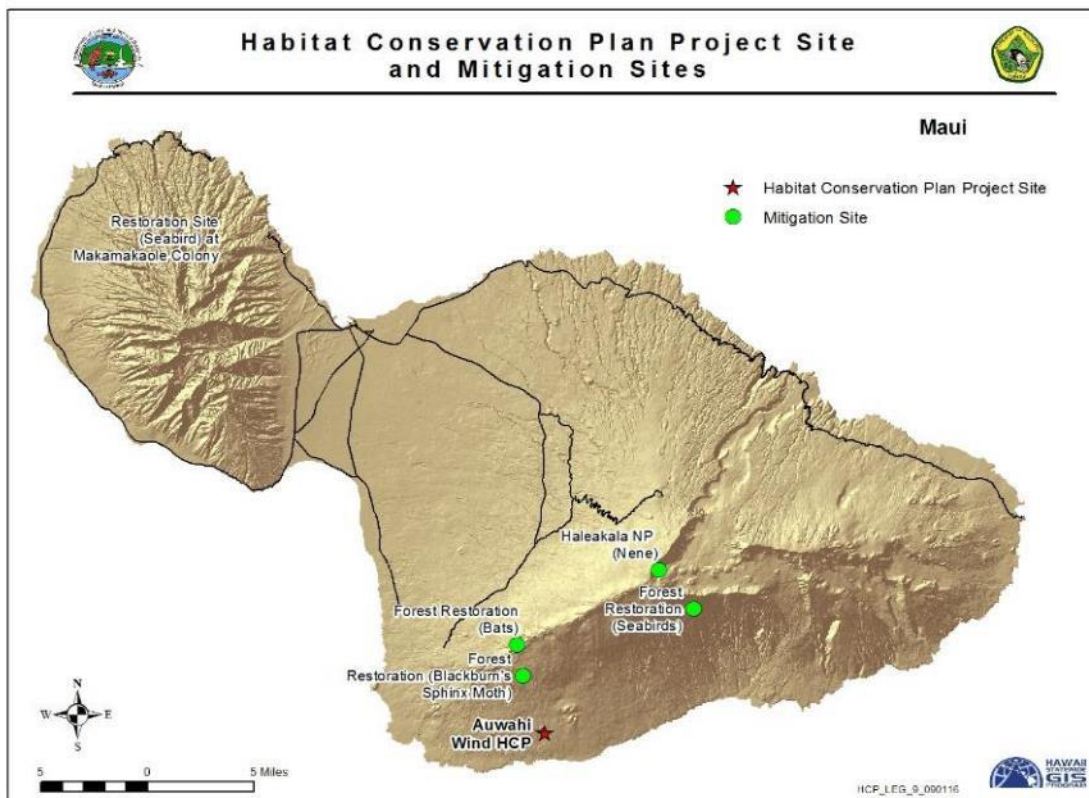 Habitat Conservation Plan Project Site
and Mitigation Sites
Maui
Habitat Conservation Plan Project Site
Mitigation Site
Restoration Site
(Seabird) at
Makamakaole Colony
Haleakala NP
(Nene)
Forest
Restoration
(Seabirds)
Forest Restoration
(Bats)
Forest
Restoration (Blackburn's
Sphinx Moth)
Auwahi
Wind HCP
N
W E
S
5 0 5 Miles
HCP_LEG_9_090116
HAWAII
STATEWIDE
GIS
PROGRAM